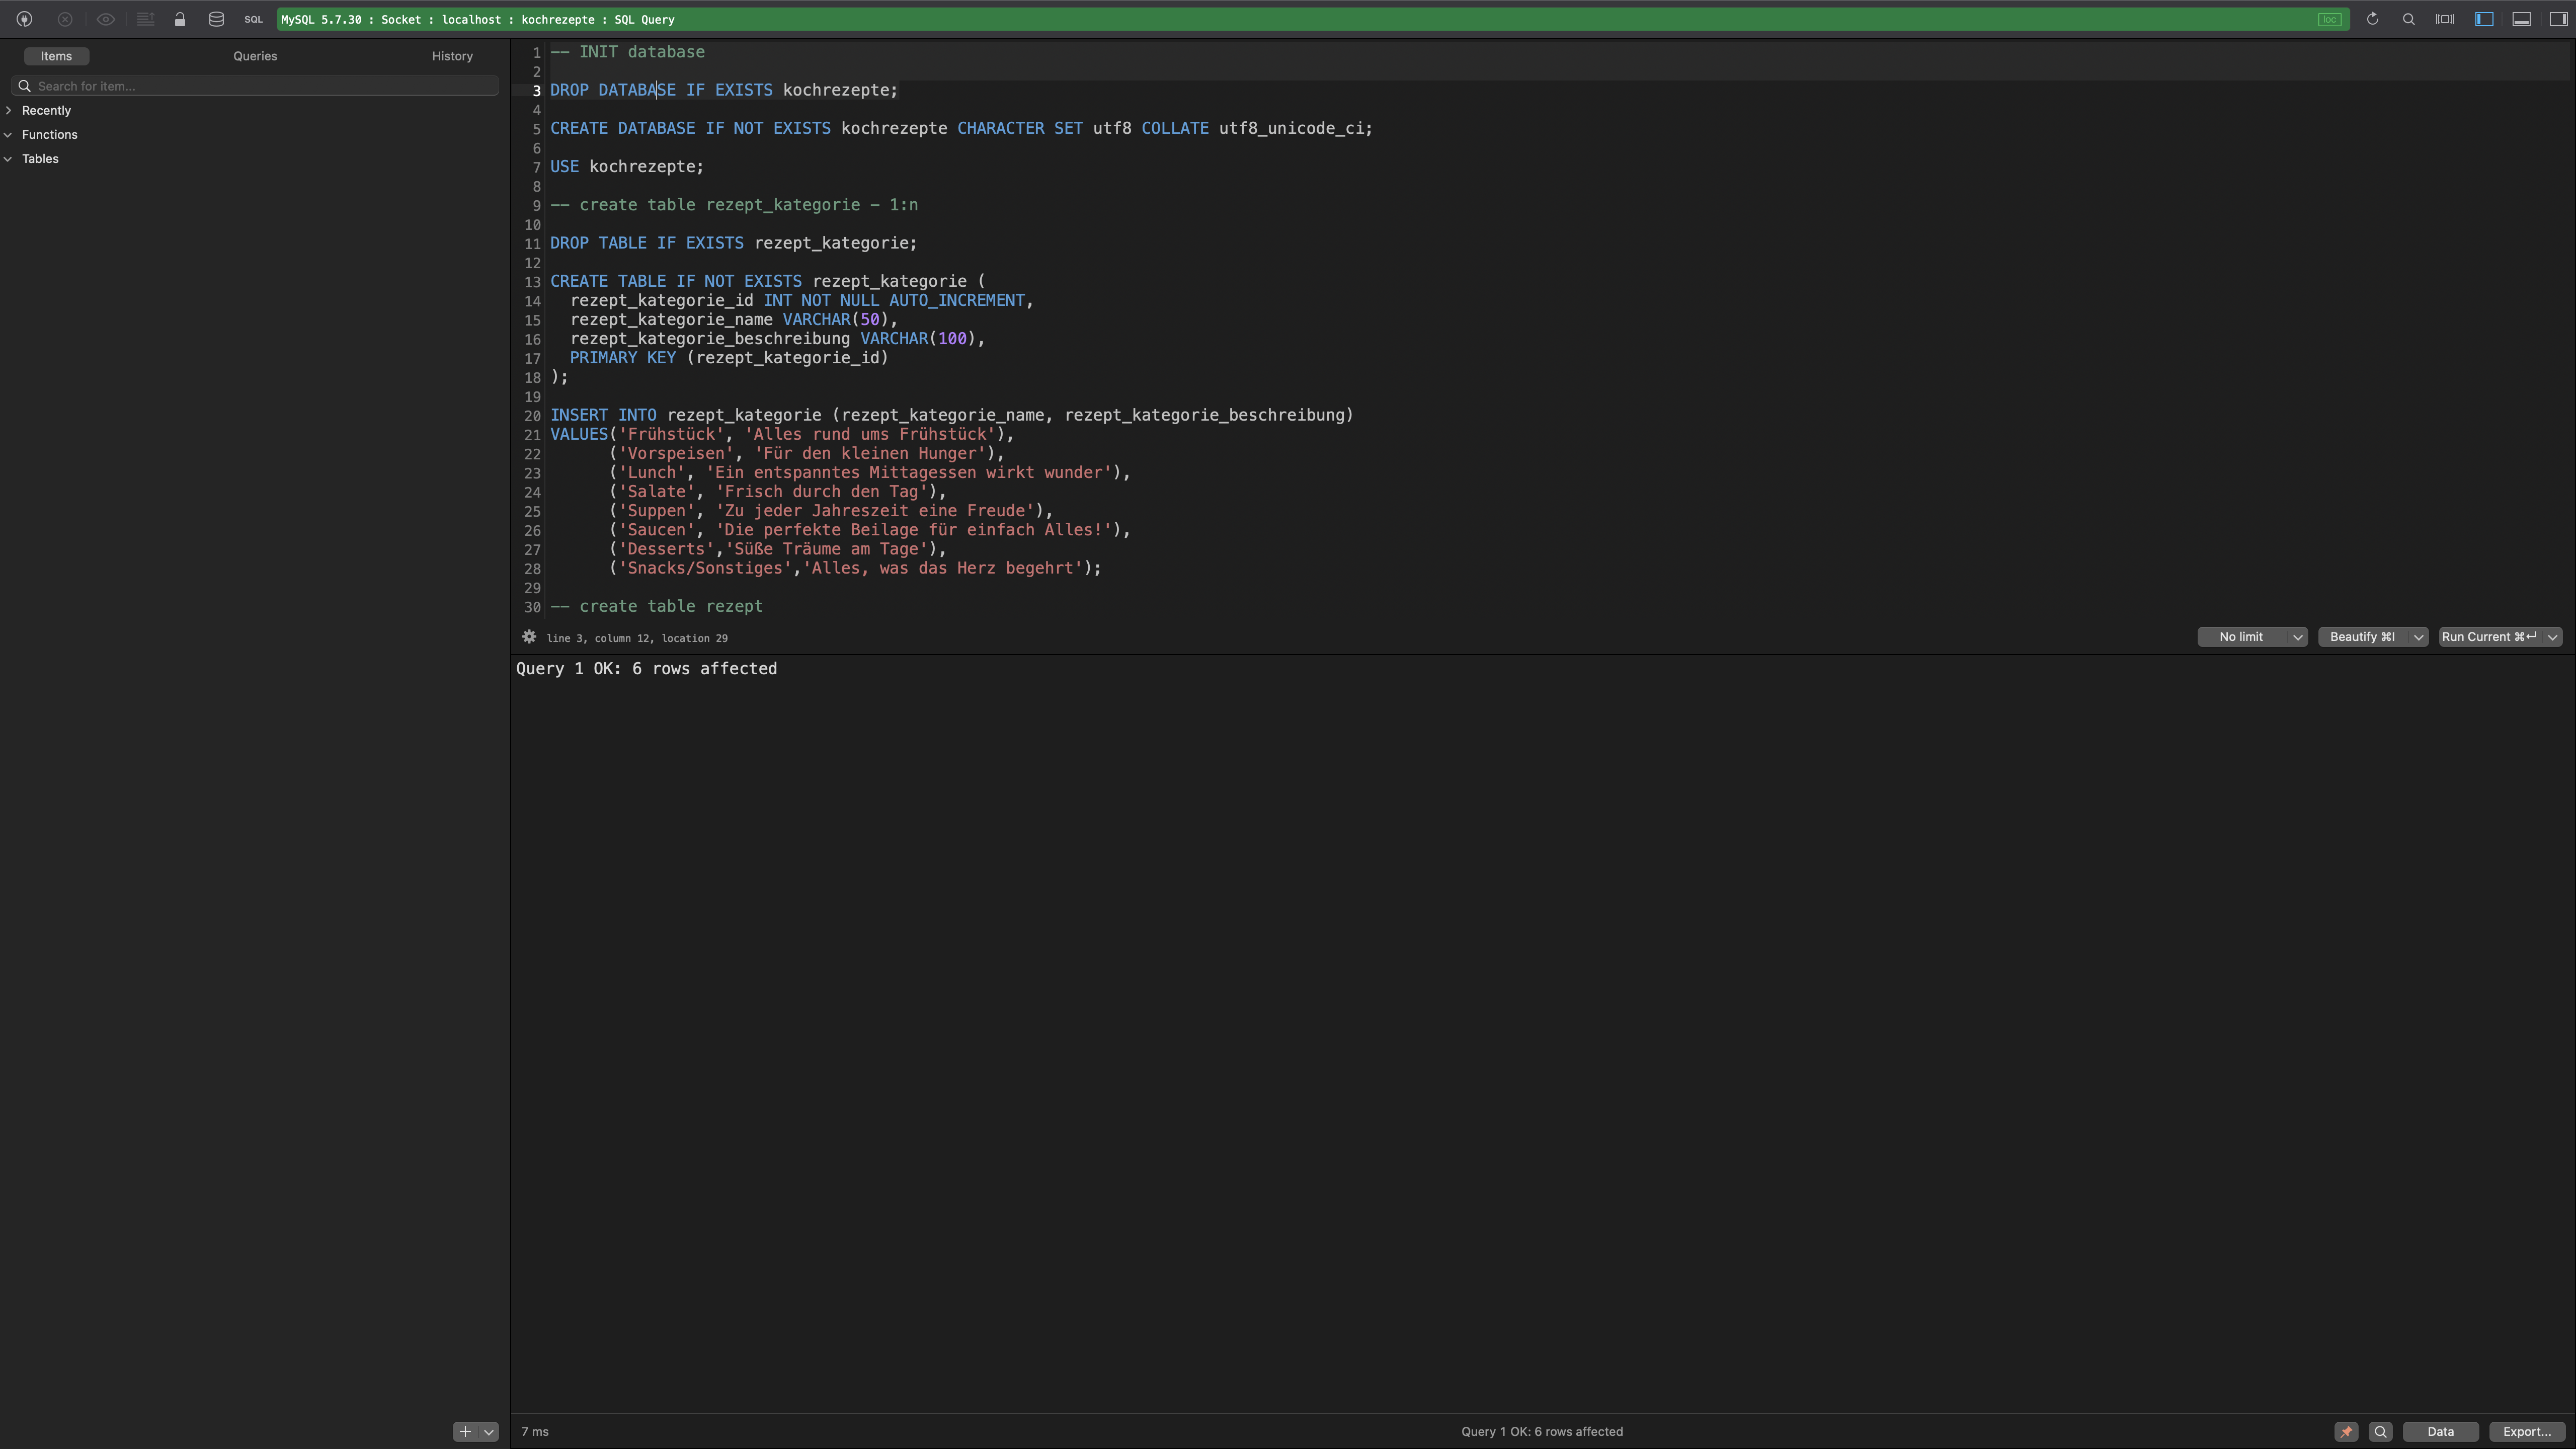 SQL
MySQL 5.7.30 : Socket : localhost : kochrezepte : SQL Query
loc
Items
Queries
History
Search for item...
Recently
Functions
Tables
1 -- INIT database
2
3 DROP DATABASE IF EXISTS kochrezepte;
4
5 CREATE DATABASE IF NOT EXISTS kochrezepte CHARACTER SET utf8 COLLATE utf8_unicode_ci;
6
7 USE kochrezepte;
8
9 -- create table rezept_kategorie - 1:n
10
11 DROP TABLE IF EXISTS rezept_kategorie;
12
13 CREATE TABLE IF NOT EXISTS rezept_kategorie (
14 rezept_kategorie_id INT NOT NULL AUTO_INCREMENT,
15 rezept_kategorie_name VARCHAR(50),
16 rezept_kategorie_beschreibung VARCHAR(100),
17 PRIMARY KEY (rezept_kategorie_id)
18 );
19
20 INSERT INTO rezept_kategorie (rezept_kategorie_name, rezept_kategorie_beschreibung)
21 VALUES('Frühstück', 'Alles rund ums Frühstück'),
22 ('Vorspeisen', 'Für den kleinen Hunger'),
23 ('Lunch', 'Ein entspanntes Mittagessen wirkt wunder'),
24 ('Salate', 'Frisch durch den Tag'),
25 ('Suppen', 'Zu jeder Jahreszeit eine Freude'),
26 ('Saucen', 'Die perfekte Beilage für einfach Alles!'),
27 ('Desserts','Süße Träume am Tage'),
28 ('Snacks/Sonstiges','Alles, was das Herz begehrt');
29
30 -- create table rezept
line 3, column 12, location 29
No limit
Beautify ⌘I
Run Current ⌘↵
Query 1 OK: 6 rows affected
7 ms
Query 1 OK: 6 rows affected
Data
Export...